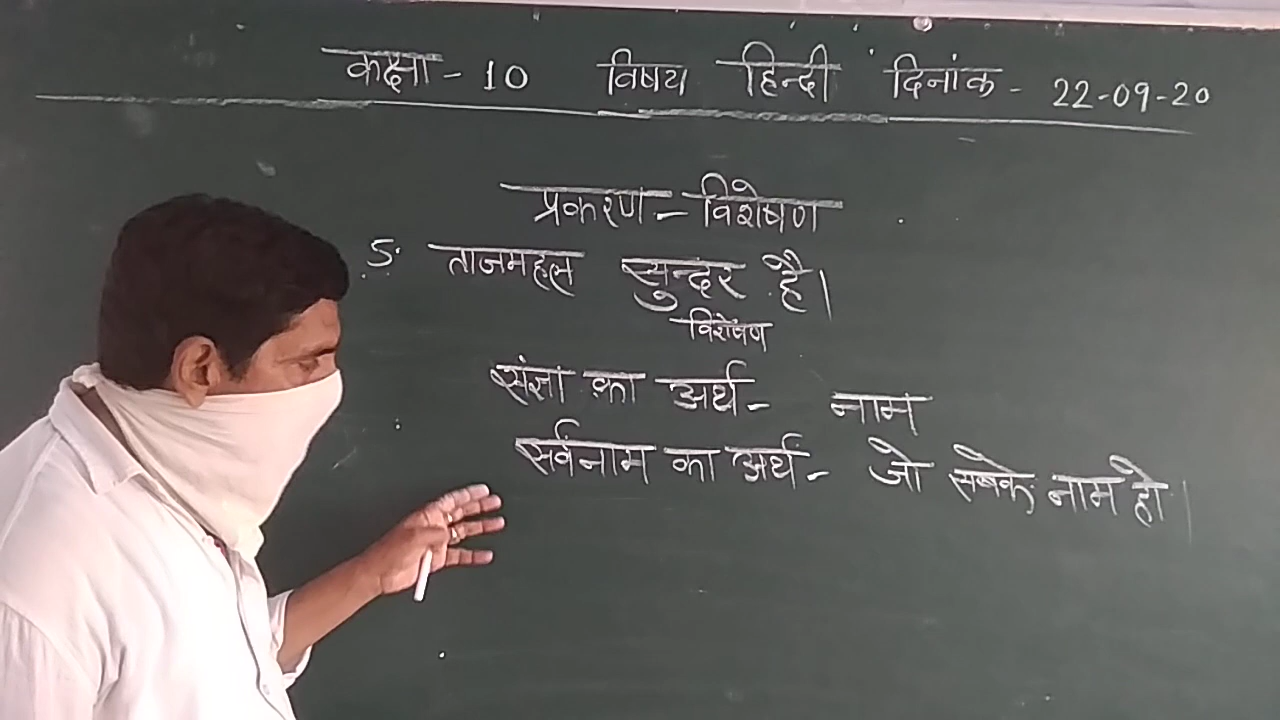 कक्षा - 10 विषय हिन्दी दिनांक - 22-09-20
प्रकरण - विशेषण
5. ताजमहल सुन्दर है।
विशेषण
संज्ञा का अर्थ - नाम
सर्वनाम का अर्थ - जो सबके नाम हो।